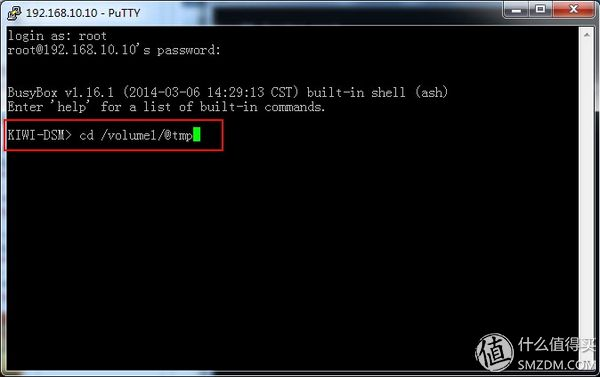 192.168.10.10 - PuTTY
login as: root
root@192.168.10.10's password:
BusyBox v1.16.1 (2014-03-06 14:29:13 CST) built-in shell (ash)
Enter 'help' for a list of built-in commands.
KIWI-DSM> cd /volume1/@tmp
值 什么值得买
SMZDM.COM